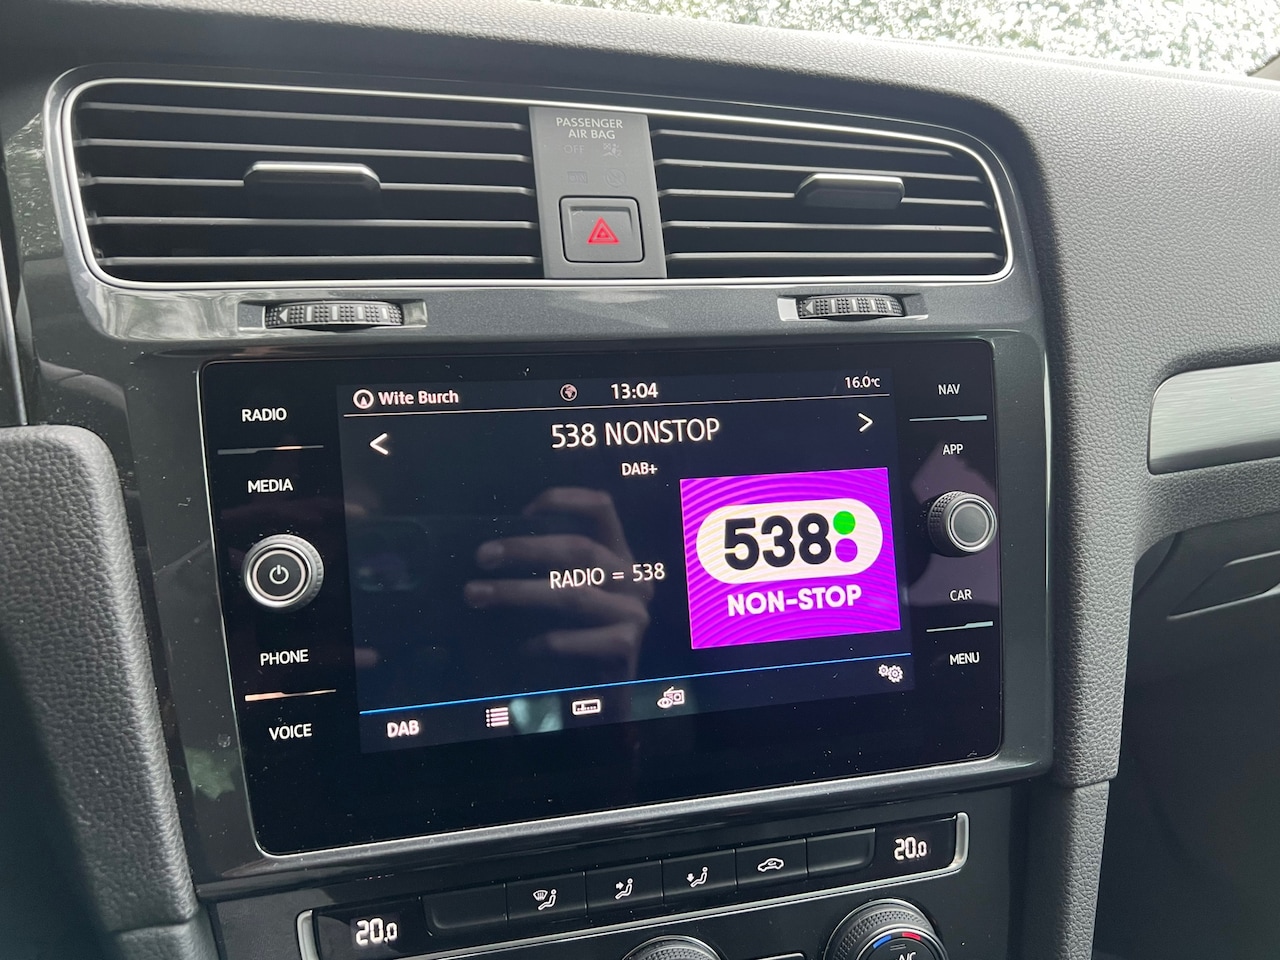 PASSENGER
AIR BAG
OFF
RADIO
MEDIA
PHONE
VOICE
Wite Burch
13:04
16.0°C
538 NONSTOP
DAB+
RADIO = 538
538
NON-STOP
DAB
NAV
APP
CAR
MENU
20.0
20.0
A/C